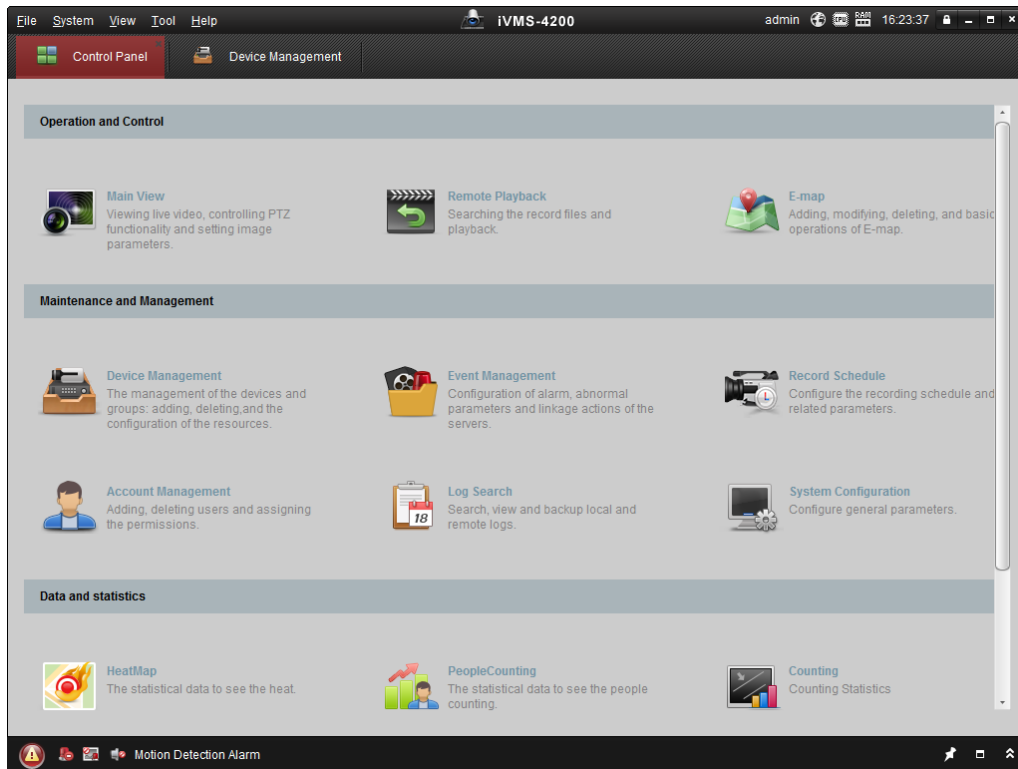 File System View Tool Help iVMS-4200 admin CPU RAM 16:23:37
Control Panel Device Management
Operation and Control
Main View
Viewing live video, controlling PTZ
functionality and setting image
parameters.
Remote Playback
Searching the record files and
playback.
E-map
Adding, modifying, deleting, and basic
operations of E-map.
Maintenance and Management
Device Management
The management of the devices and
groups: adding, deleting,and the
configuration of the resources.
Event Management
Configuration of alarm, abnormal
parameters and linkage actions of the
servers.
Record Schedule
Configure the recording schedule and
related parameters.
Account Management
Adding, deleting users and assigning
the permissions.
18
Log Search
Search, view and backup local and
remote logs.
System Configuration
Configure general parameters.
Data and statistics
HeatMap
The statistical data to see the heat.
PeopleCounting
The statistical data to see the people
counting.
Counting
Counting Statistics
Motion Detection Alarm